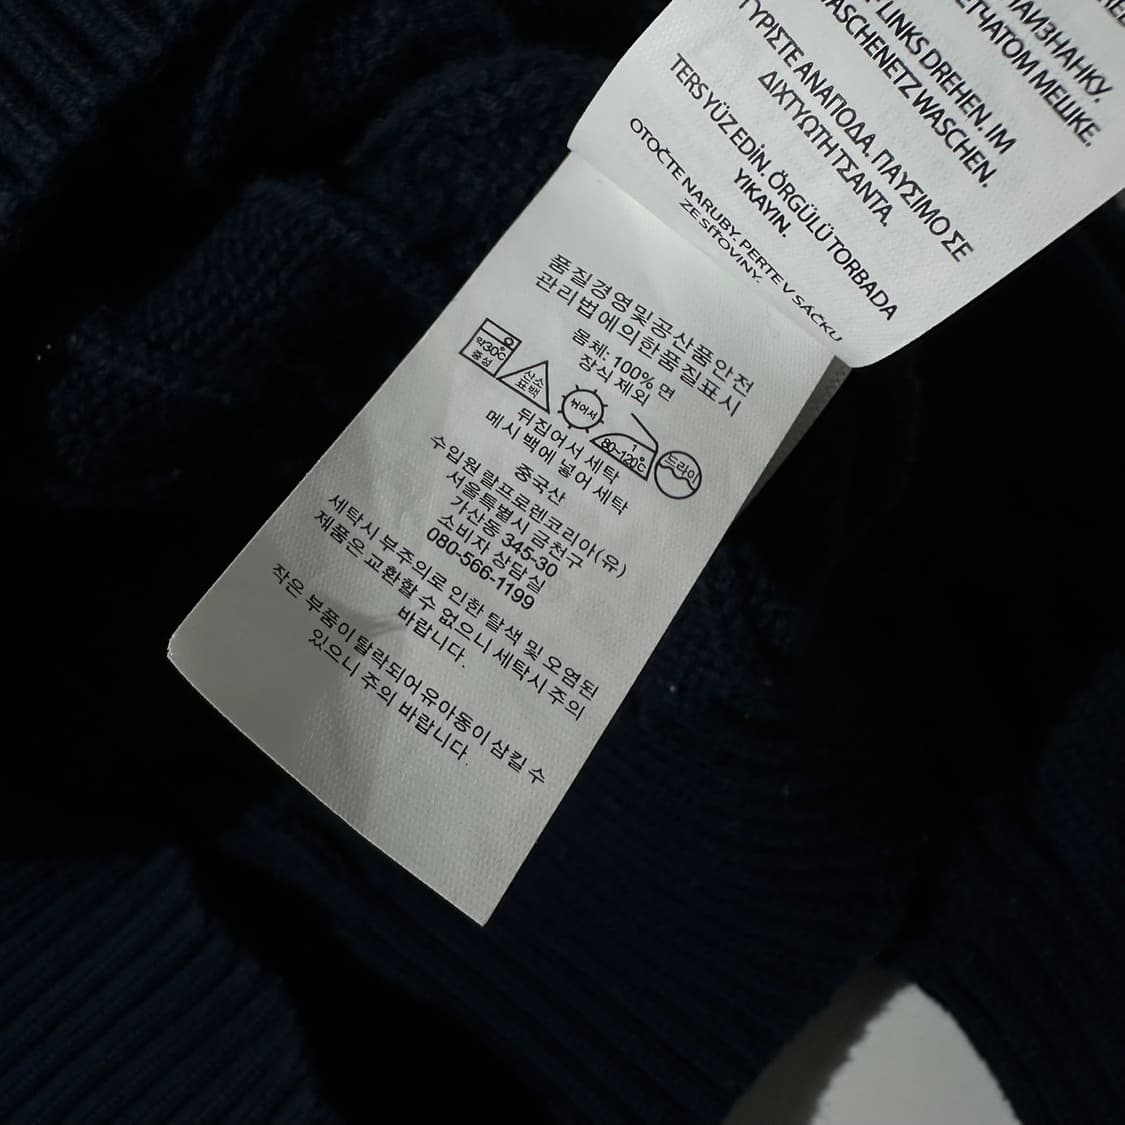 НАИЗНАНКУ.
СЕТЧАТОМ МЕШКЕ.
LINKS DREHEN. IM
WASCHENETZ WASCHEN.
ΓΥΡΙΣΤΕ ΑΝΑΠΟΔΑ. ΠΛΥΣΙΜΟ ΣΕ
ΔΙΧΤΥΩΤΗ ΤΣΑΝΤΑ.
TERS YÜZ EDİN. ÖRGÜLÜ TORBADA
YIKAYIN.
OTOČTE NARUBY. PERTE V SÁČKU
ZE SÍŤOVINY.
품질경영및공산품안전
관리법에의한품질표시
몸체: 100% 면
장식 제외
약30℃
중성
산소
표백
뉘어서
1
80~120℃
드라이
뒤집어서 세탁
메시 백에 넣어 세탁
중국산
수입원 랄프로렌코리아(유)
서울특별시 금천구
가산동 345-30
소비자 상담실
080-566-1199
세탁시 부주의로 인한 탈색 및 오염된
제품은 교환할 수 없으니 세탁시 주의
바랍니다.
작은 부품이 탈락되어 유아동이 삼킬 수
있으니 주의 바랍니다.